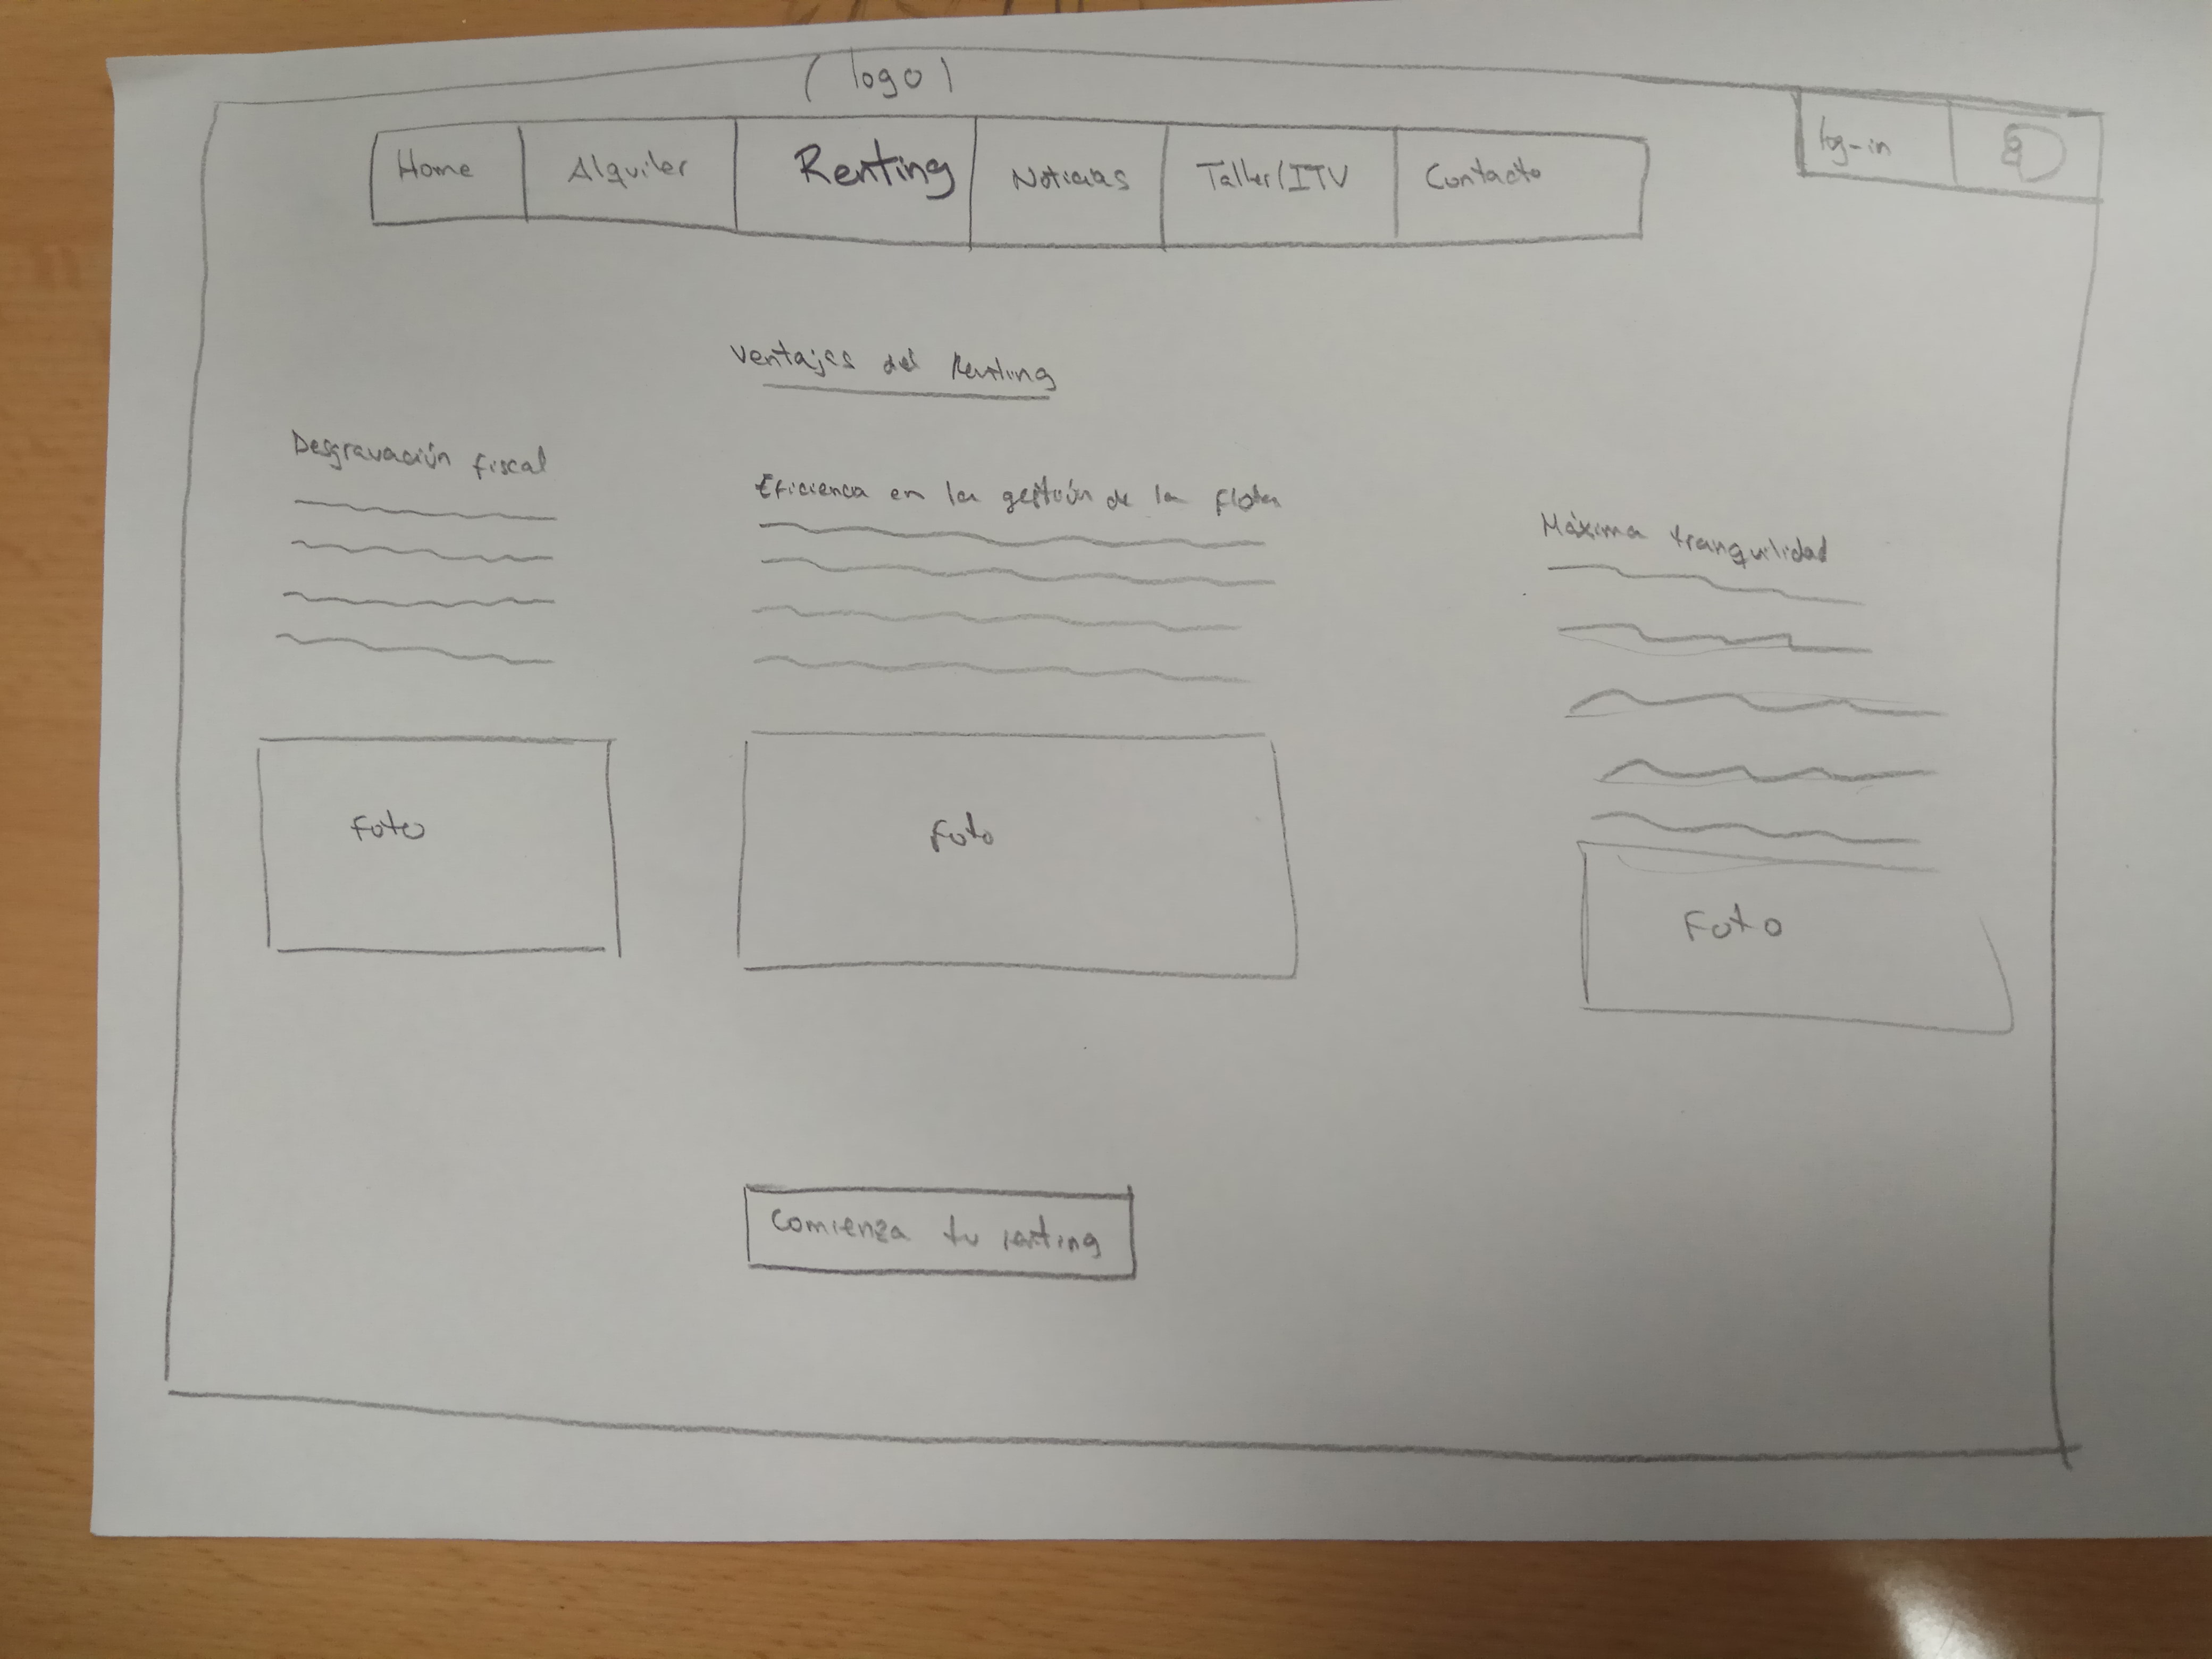 ( logo )
Home Alquiler Renting Noticias Taller/ITV Contacto
log-in
Ventajas del Renting
Desgravación fiscal
Eficienca en la gestión de la flota
Máxima tranquilidad
Foto
Foto
Foto
Comienza tu renting